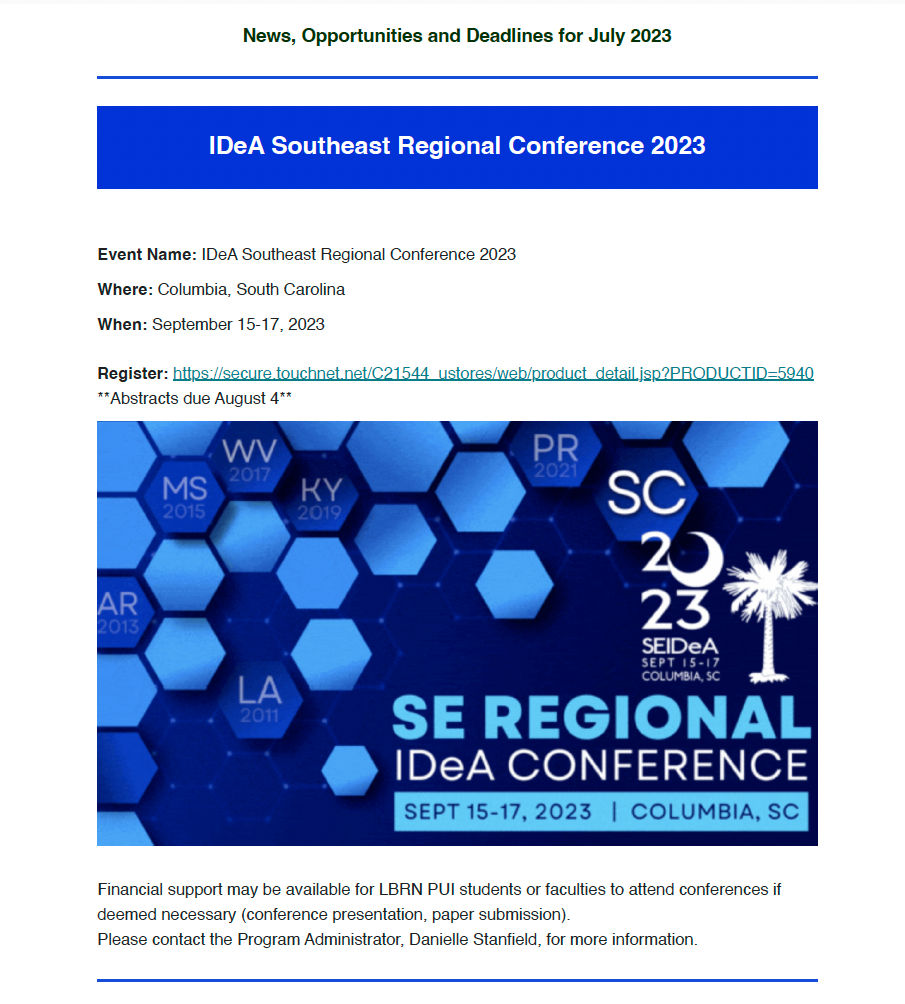 News, Opportunities and Deadlines for July 2023
IDeA Southeast Regional Conference 2023
Event Name: IDeA Southeast Regional Conference 2023
Where: Columbia, South Carolina
When: September 15-17, 2023
Register: https://secure.touchnet.net/C21544_ustores/web/product_detail.jsp?PRODUCTID=5940
**Abstracts due August 4**
WV
2017
MS
2015
KY
2019
PR
2021
SC
2023
SEIDeA
SEPT 15-17
COLUMBIA, SC
AR
2013
LA
2011
SE REGIONAL
IDeA CONFERENCE
SEPT 15-17, 2023 | COLUMBIA, SC
Financial support may be available for LBRN PUI students or faculties to attend conferences if
deemed necessary (conference presentation, paper submission).
Please contact the Program Administrator, Danielle Stanfield, for more information.